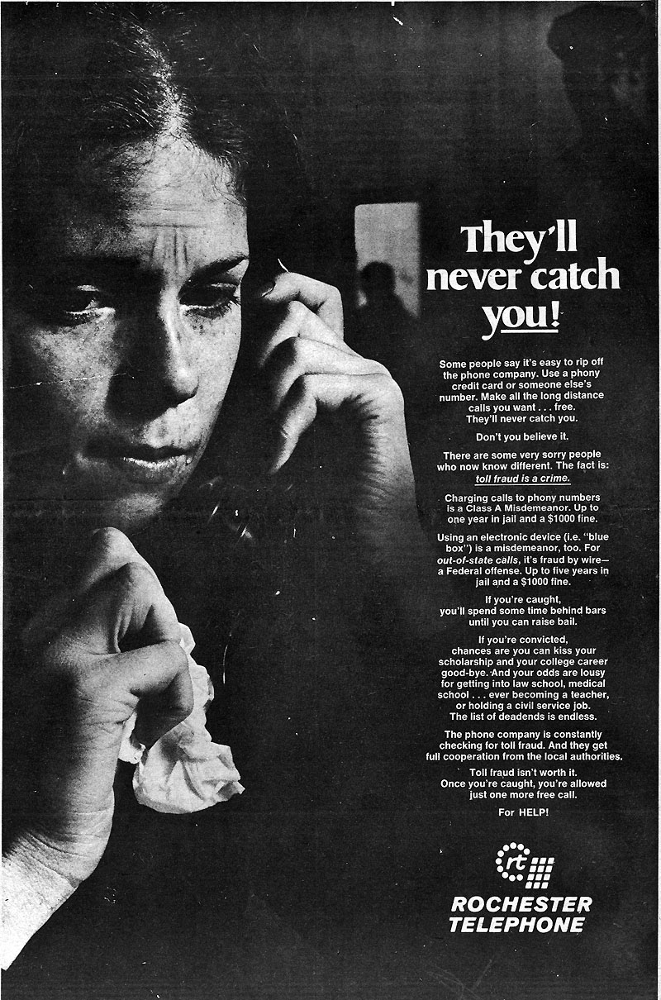 They'll
never catch
you!
Some people say it's easy to rip off
the phone company. Use a phony
credit card or someone else's
number. Make all the long distance
calls you want . . . free.
They'll never catch you.
Don't you believe it.
There are some very sorry people
who now know different. The fact is:
toll fraud is a crime.
Charging calls to phony numbers
is a Class A Misdemeanor. Up to
one year in jail and a $1000 fine.
Using an electronic device (i.e. "blue
box") is a misdemeanor, too. For
out-of-state calls, it's fraud by wire—
a Federal offense. Up to five years in
jail and a $1000 fine.
If you're caught,
you'll spend some time behind bars
until you can raise bail.
If you're convicted,
chances are you can kiss your
scholarship and your college career
good-bye. And your odds are lousy
for getting into law school, medical
school . . . ever becoming a teacher,
or holding a civil service job.
The list of deadends is endless.
The phone company is constantly
checking for toll fraud. And they get
full cooperation from the local authorities.
Toll fraud isn't worth it.
Once you're caught, you're allowed
just one more free call.
For HELP!
rt
ROCHESTER
TELEPHONE